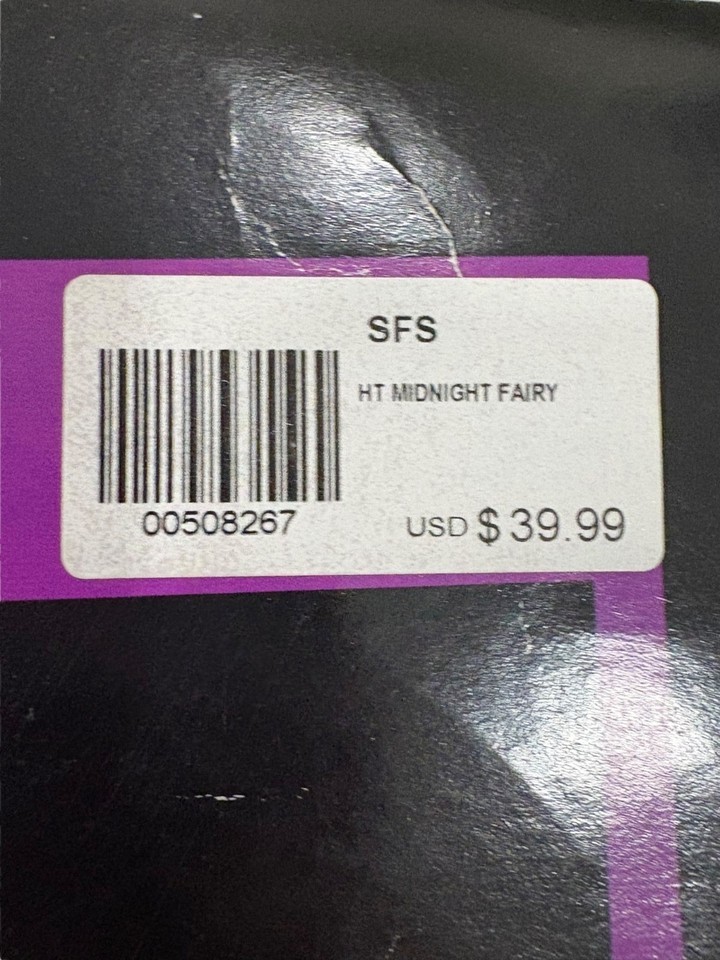 SFS
HT MIDNIGHT FAIRY
00508267
USD $ 39.99